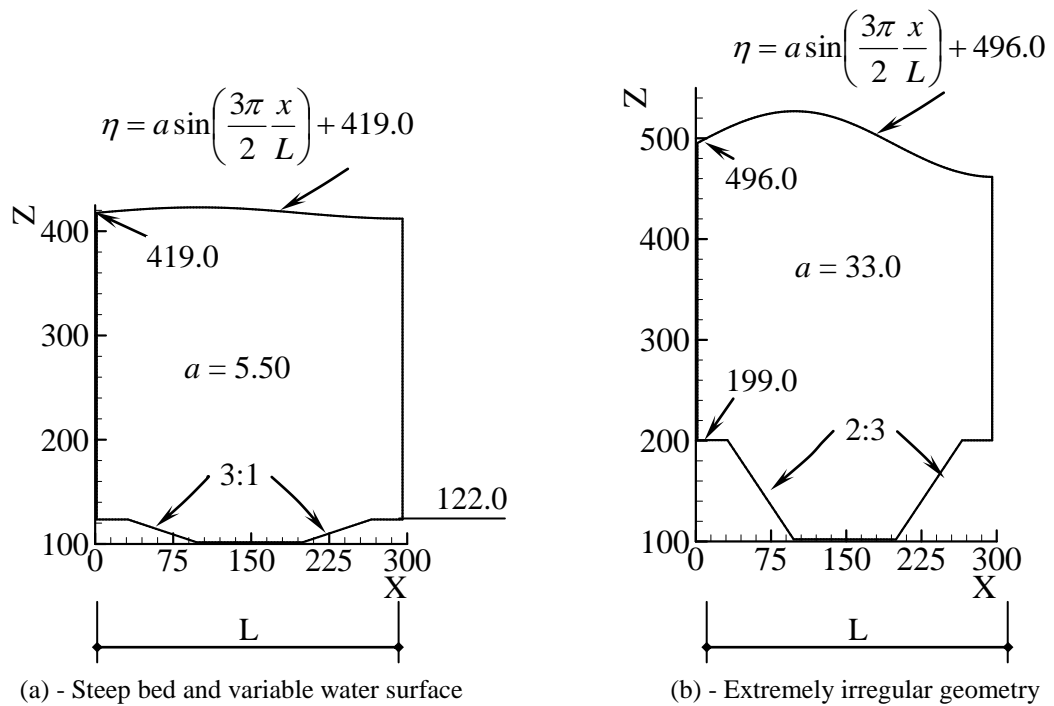 η = a sin(3π/2 x/L) + 419.0
Z
400
300
200
100
419.0
a = 5.50
3:1
122.0
0 75 150 225 300
X
L
(a) - Steep bed and variable water surface
η = a sin(3π/2 x/L) + 496.0
Z
500
400
300
200
100
496.0
a = 33.0
199.0
2:3
0 75 150 225 300
X
L
(b) - Extremely irregular geometry